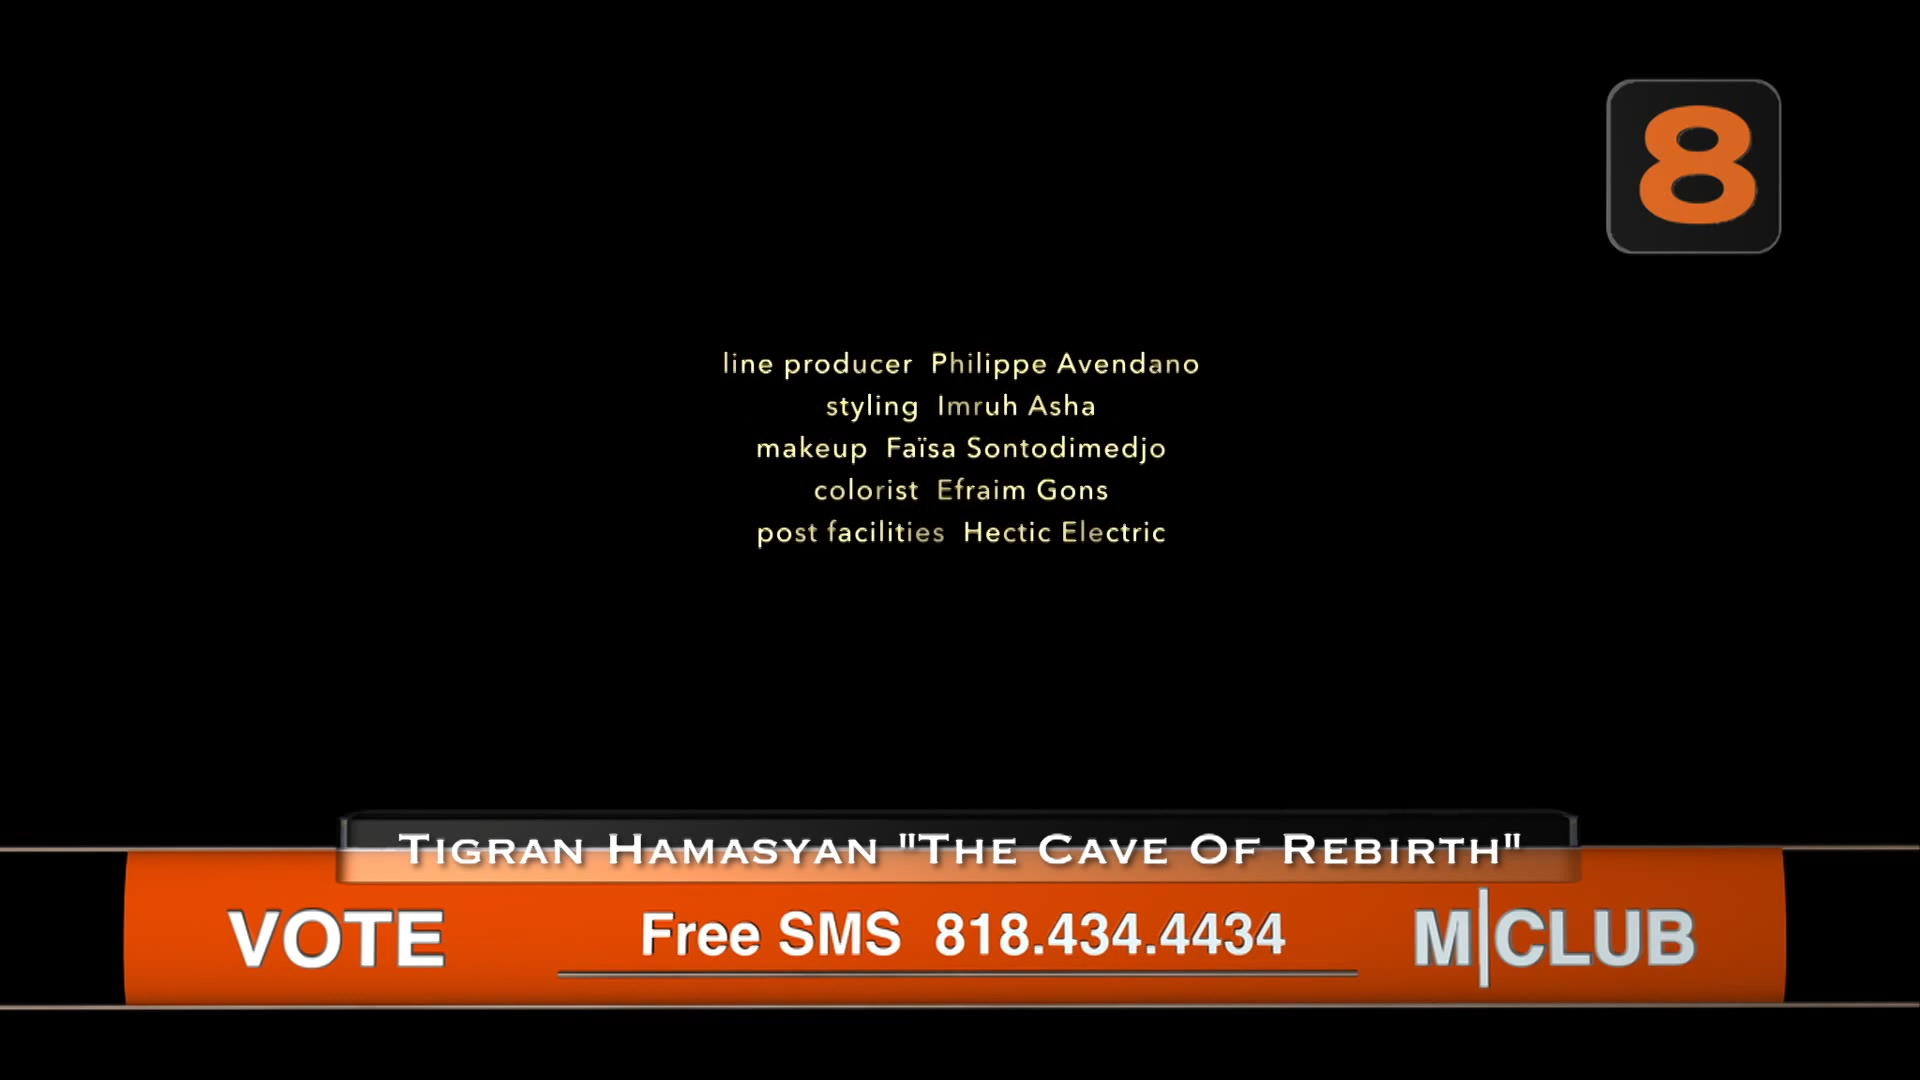 8
line producer Philippe Avendano
styling Imruh Asha
makeup Faïsa Sontodimedjo
colorist Efraim Gons
post facilities Hectic Electric
Tigran Hamasyan "The Cave Of Rebirth"
VOTE Free SMS 818.434.4434 M|CLUB